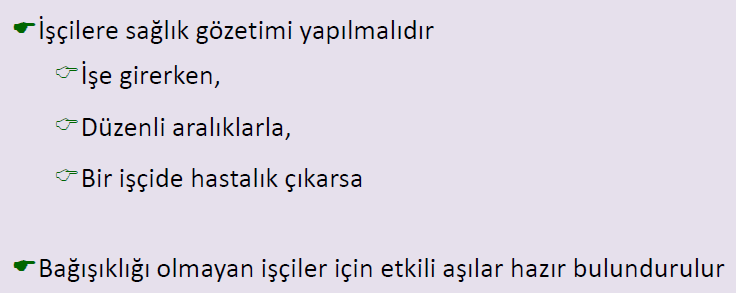 İşçilere sağlık gözetimi yapılmalıdır
İşe girerken,
Düzenli aralıklarla,
Bir işçide hastalık çıkarsa
Bağışıklığı olmayan işçiler için etkili aşılar hazır bulundurulur